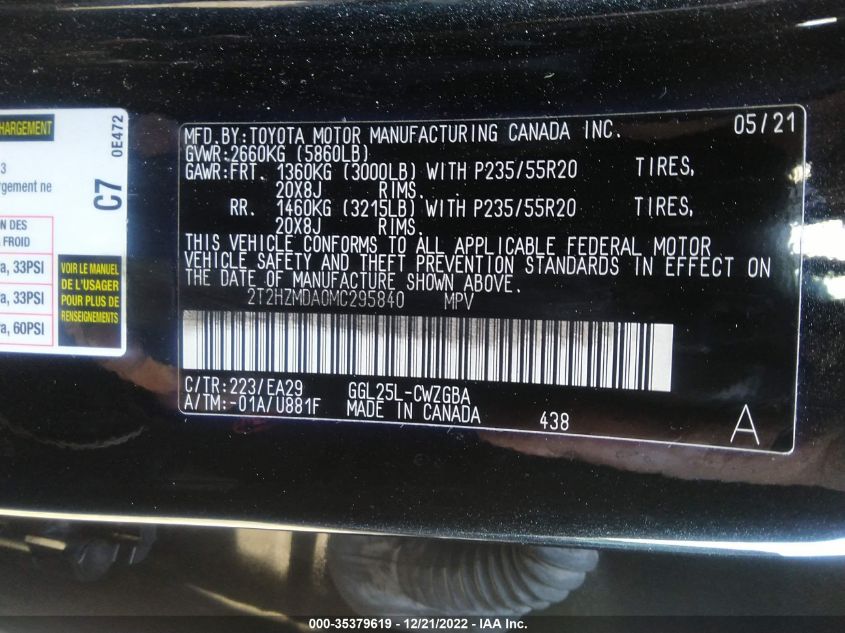 CHARGEMENT
0E472
3
argement ne
C7
N DES
FROID
a, 33PSI
a, 33PSI
a, 60PSI
VOIR LE MANUEL
DE L'USAGER
POUR PLUS DE
RENSEIGNEMENTS
MFD.BY:TOYOTA MOTOR MANUFACTURING CANADA INC. 05/21
GVWR:2660KG (5860LB)
GAWR:FRT. 1360KG (3000LB) WITH P235/55R20 TIRES,
20X8J RIMS.
RR. 1460KG (3215LB) WITH P235/55R20 TIRES,
20X8J RIMS.
THIS VEHICLE CONFORMS TO ALL APPLICABLE FEDERAL MOTOR
VEHICLE SAFETY AND THEFT PREVENTION STANDARDS IN EFFECT ON
THE DATE OF MANUFACTURE SHOWN ABOVE.
2T2HZMDA0MC295840 MPV
C/TR:223/EA29 GGL25L-CWZGBA
A/TM:-01A/U881F MADE IN CANADA 438 A
000-35379619 - 12/21/2022 - IAA Inc.